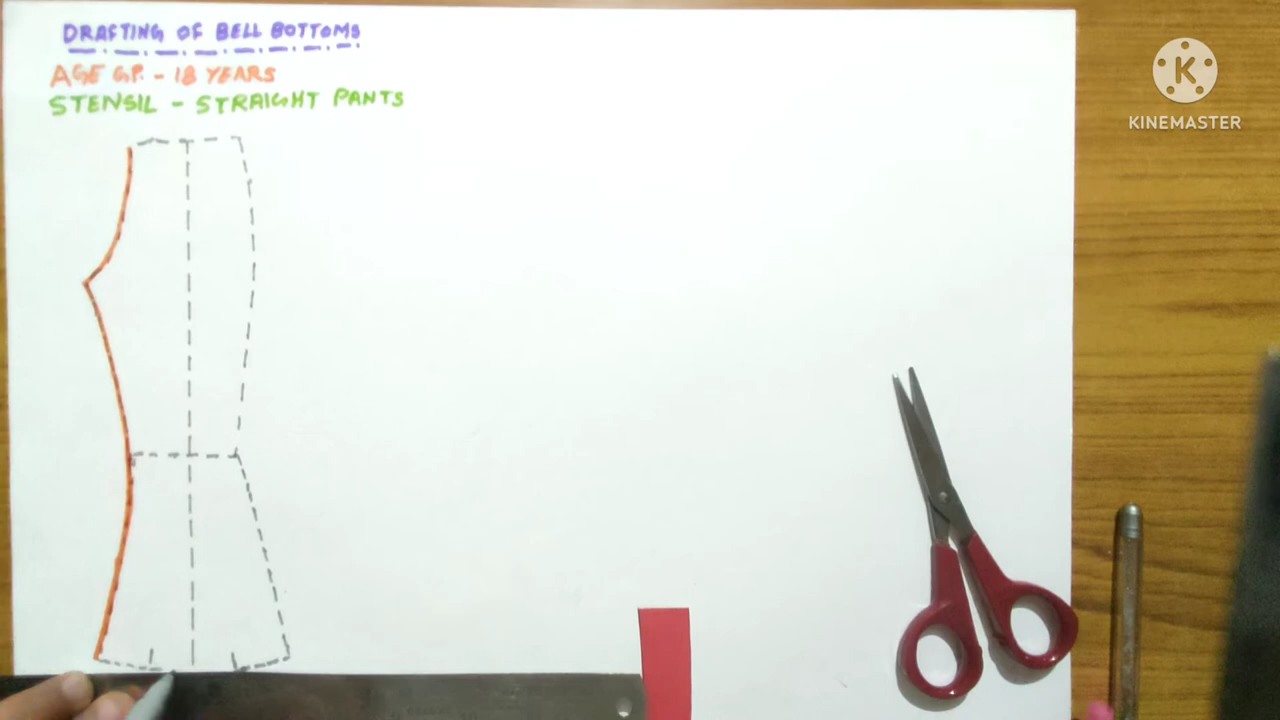 DRAFTING OF BELL BOTTOMS
AGE GP. - 18 YEARS
STENSIL - STRAIGHT PANTS
K
KINEMASTER